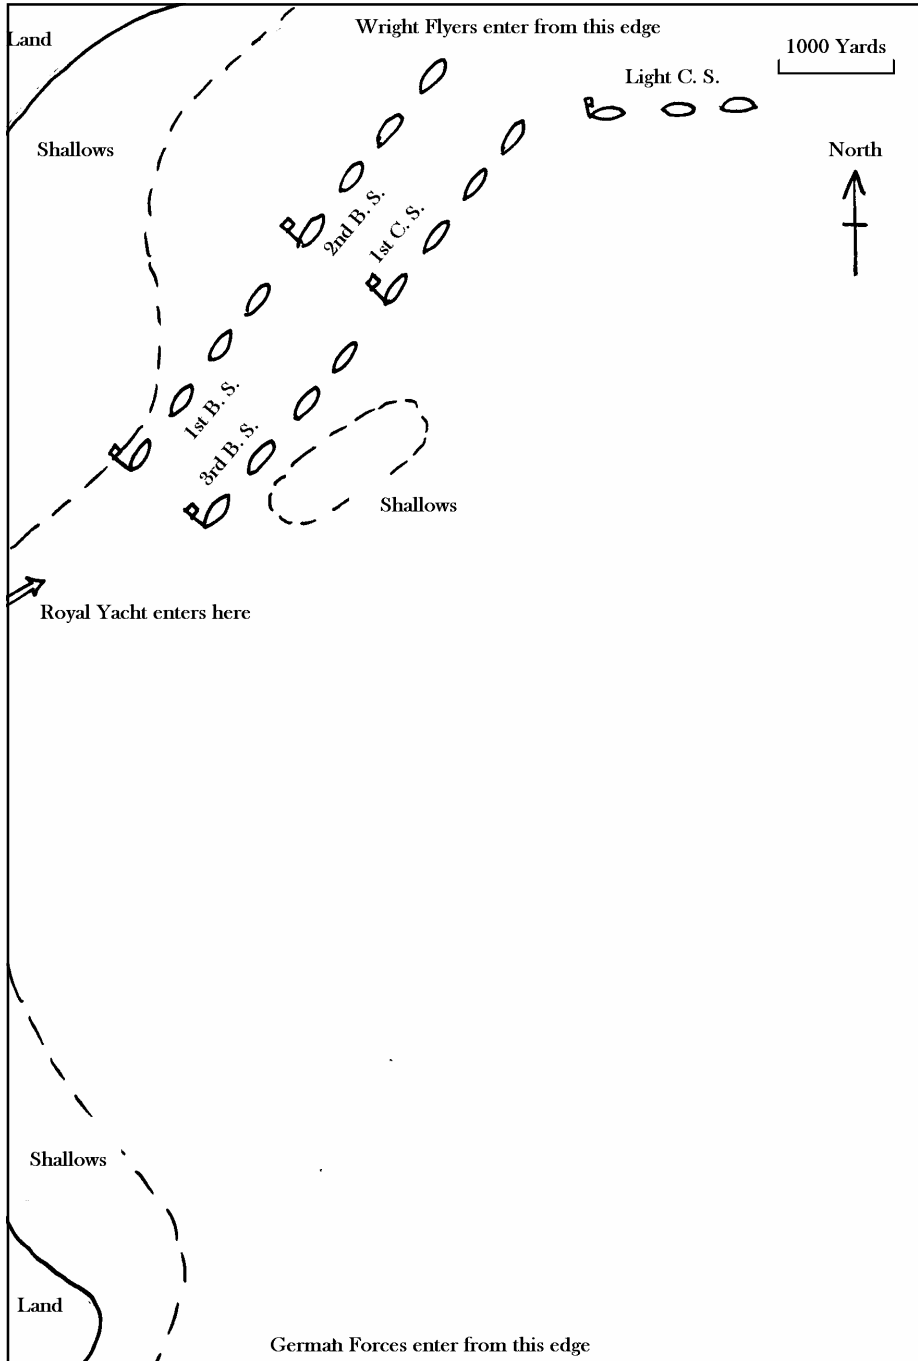 Land
Wright Flyers enter from this edge
1000 Yards
Light C. S.
Shallows
North
2nd B. S.
1st C. S.
1st B. S.
3rd B. S.
Shallows
Royal Yacht enters here
Shallows
Land
German Forces enter from this edge